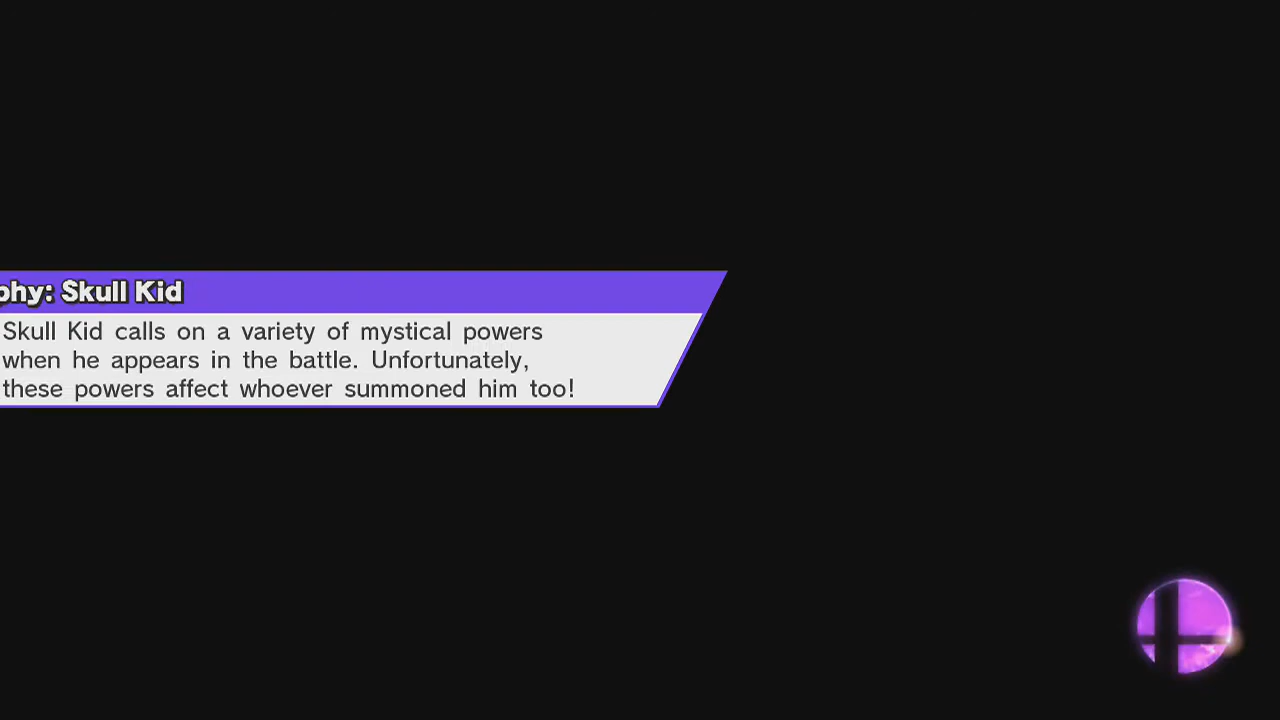 phy: Skull Kid
Skull Kid calls on a variety of mystical powers
when he appears in the battle. Unfortunately,
these powers affect whoever summoned him too!